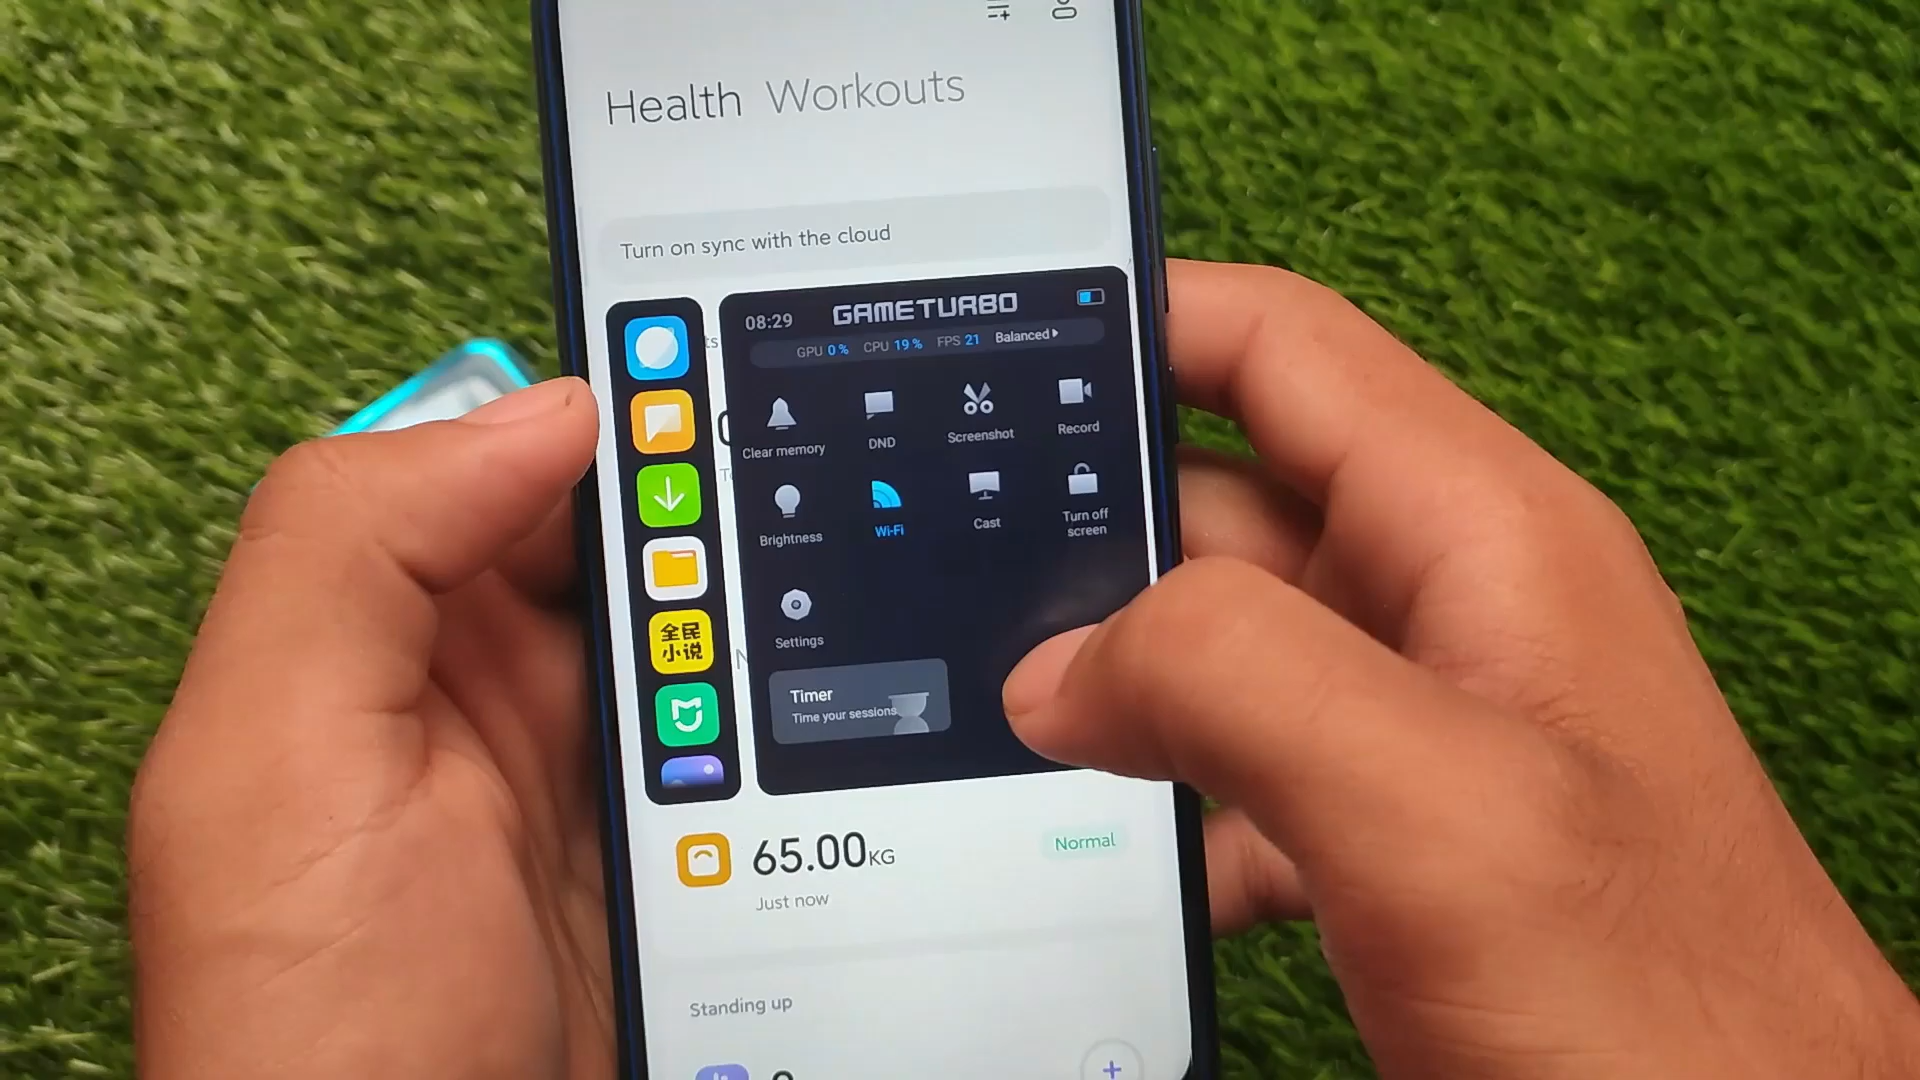 Health Workouts
Turn on sync with the cloud
08:29 GAMETURBO
GPU 0% CPU 19% FPS 21 Balanced
Clear memory DND Screenshot Record
Brightness Wi-Fi Cast Turn off
screen
全民
小说
Settings
Timer
Time your sessions
65.00KG Normal
Just now
Standing up